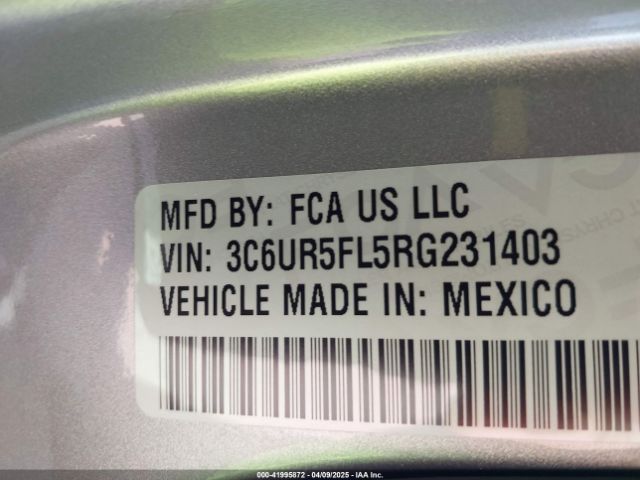 MFD BY: FCA US LLC
VIN: 3C6UR5FL5RG231403
VEHICLE MADE IN: MEXICO
000-41995872 - 04/09/2025 - IAA Inc.